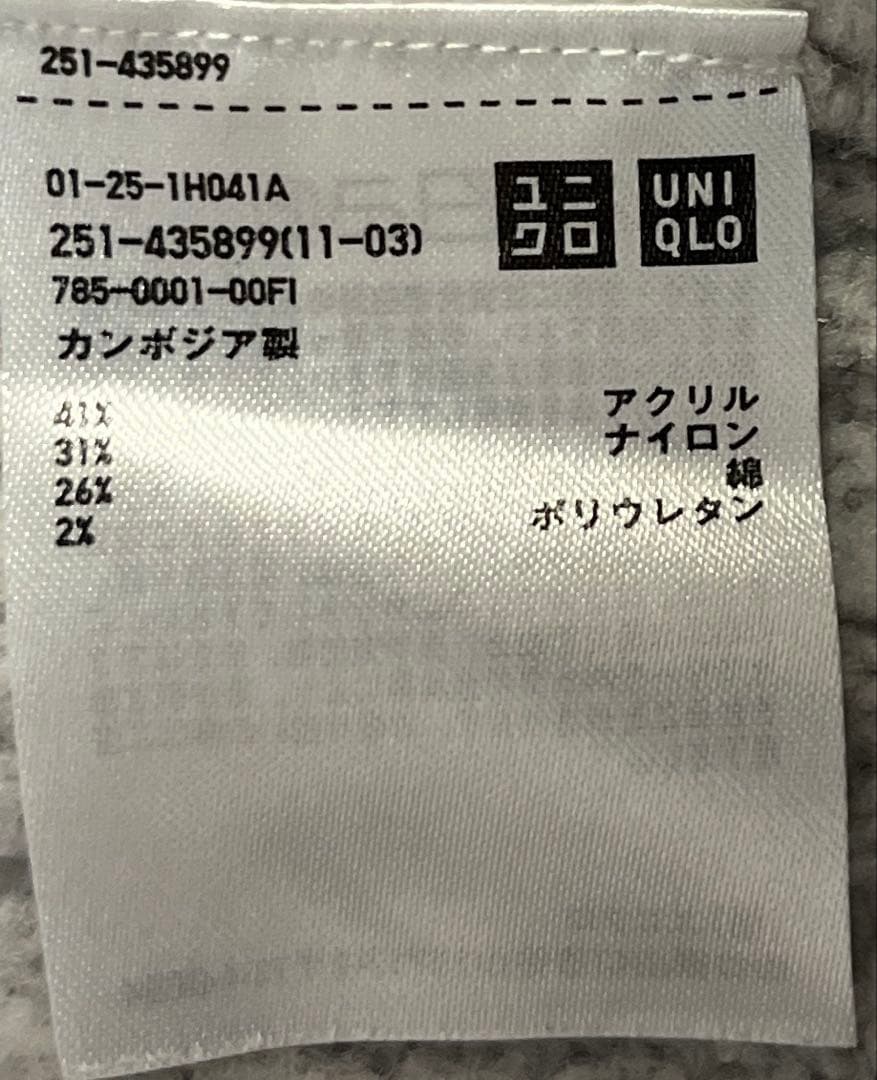 251-435899
01-25-1H041A
251-435899(11-03)
785-0001-00FI
カンボジア製
ユニクロ
UNIQLO
41% アクリル
31% ナイロン
26% 綿
2% ポリウレタン